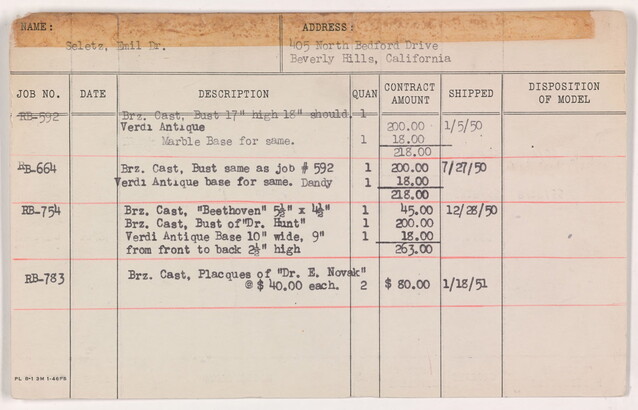 NAME: ADDRESS:
Seletz, Emil Dr. 405 North Bedford Drive
Beverly Hills, California
JOB NO. DATE DESCRIPTION QUAN CONTRACT AMOUNT SHIPPED DISPOSITION OF MODEL
RB-592 Brz. Cast, Bust 17" high 18" should. 1
Verdi Antique 200.00 1/5/50
Marble Base for same. 1 18.00
218.00
RB-664 Brz. Cast, Bust same as job # 592 1 200.00 7/27/50
Verdi Antique base for same. Dandy 1 18.00
218.00
RB-754 Brz. Cast, "Beethoven" 5½" x 4½" 1 45.00 12/28/50
Brz. Cast, Bust of"Dr. Hunt" 1 200.00
Verdi Antique Base 10" wide, 9" 1 18.00
from front to back 2½" high 263.00
RB-783 Brz. Cast, Placques of "Dr. E. Novak"
@ $ 40.00 each. 2 $ 80.00 1/18/51
PL D-1 3M 1-46PB